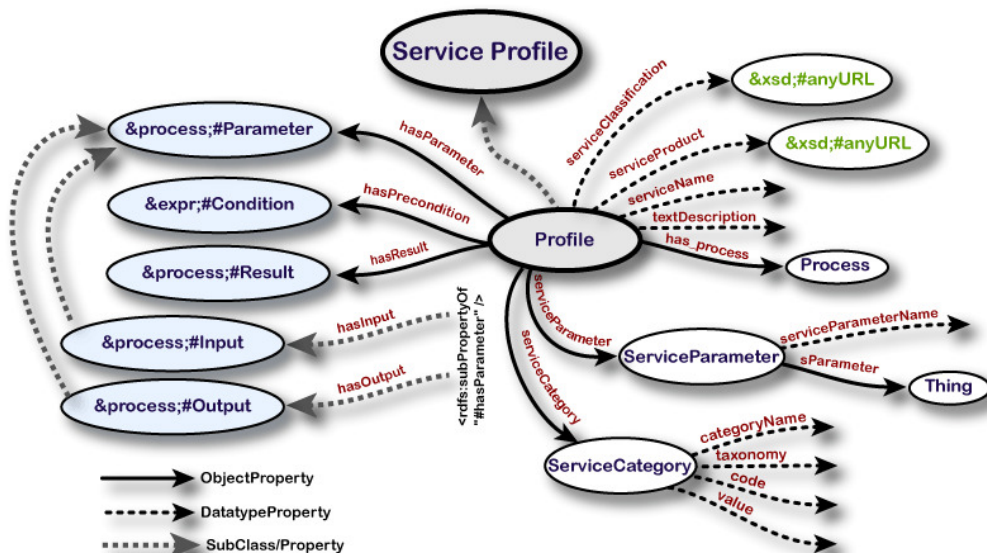 Service Profile
&xsd;#anyURL
serviceClassification
&process;#Parameter
hasParameter
serviceProduct
&xsd;#anyURL
serviceName
&expr;#Condition
hasPrecondition
textDescription
Profile
has_process
&process;#Result
hasResult
Process
<rdfs:subPropertyOf
"#hasParameter" />
hasInput
&process;#Input
serviceParameter
serviceParameterName
ServiceParameter
sParameter
Thing
hasOutput
&process;#Output
serviceCategory
categoryName
ServiceCategory
taxonomy
code
value
ObjectProperty
DatatypeProperty
SubClass/Property